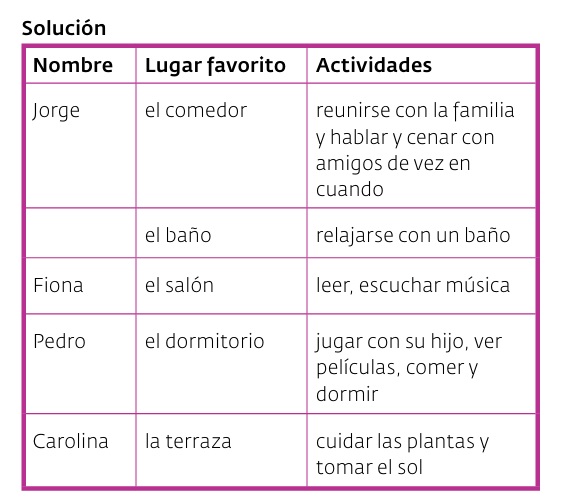 Solución
Nombre Lugar favorito Actividades
Jorge el comedor reunirse con la familia
y hablar y cenar con
amigos de vez en
cuando
el baño relajarse con un baño
Fiona el salón leer, escuchar música
Pedro el dormitorio jugar con su hijo, ver
películas, comer y
dormir
Carolina la terraza cuidar las plantas y
tomar el sol